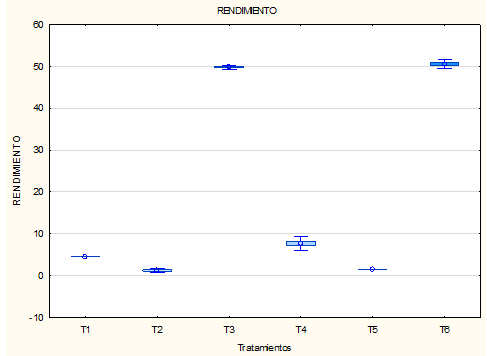 RENDIMIENTO
60
50
40
30
20
10
0
-10
RENDIMIENTO
T1 T2 T3 T4 T5 T6
Tratamientos